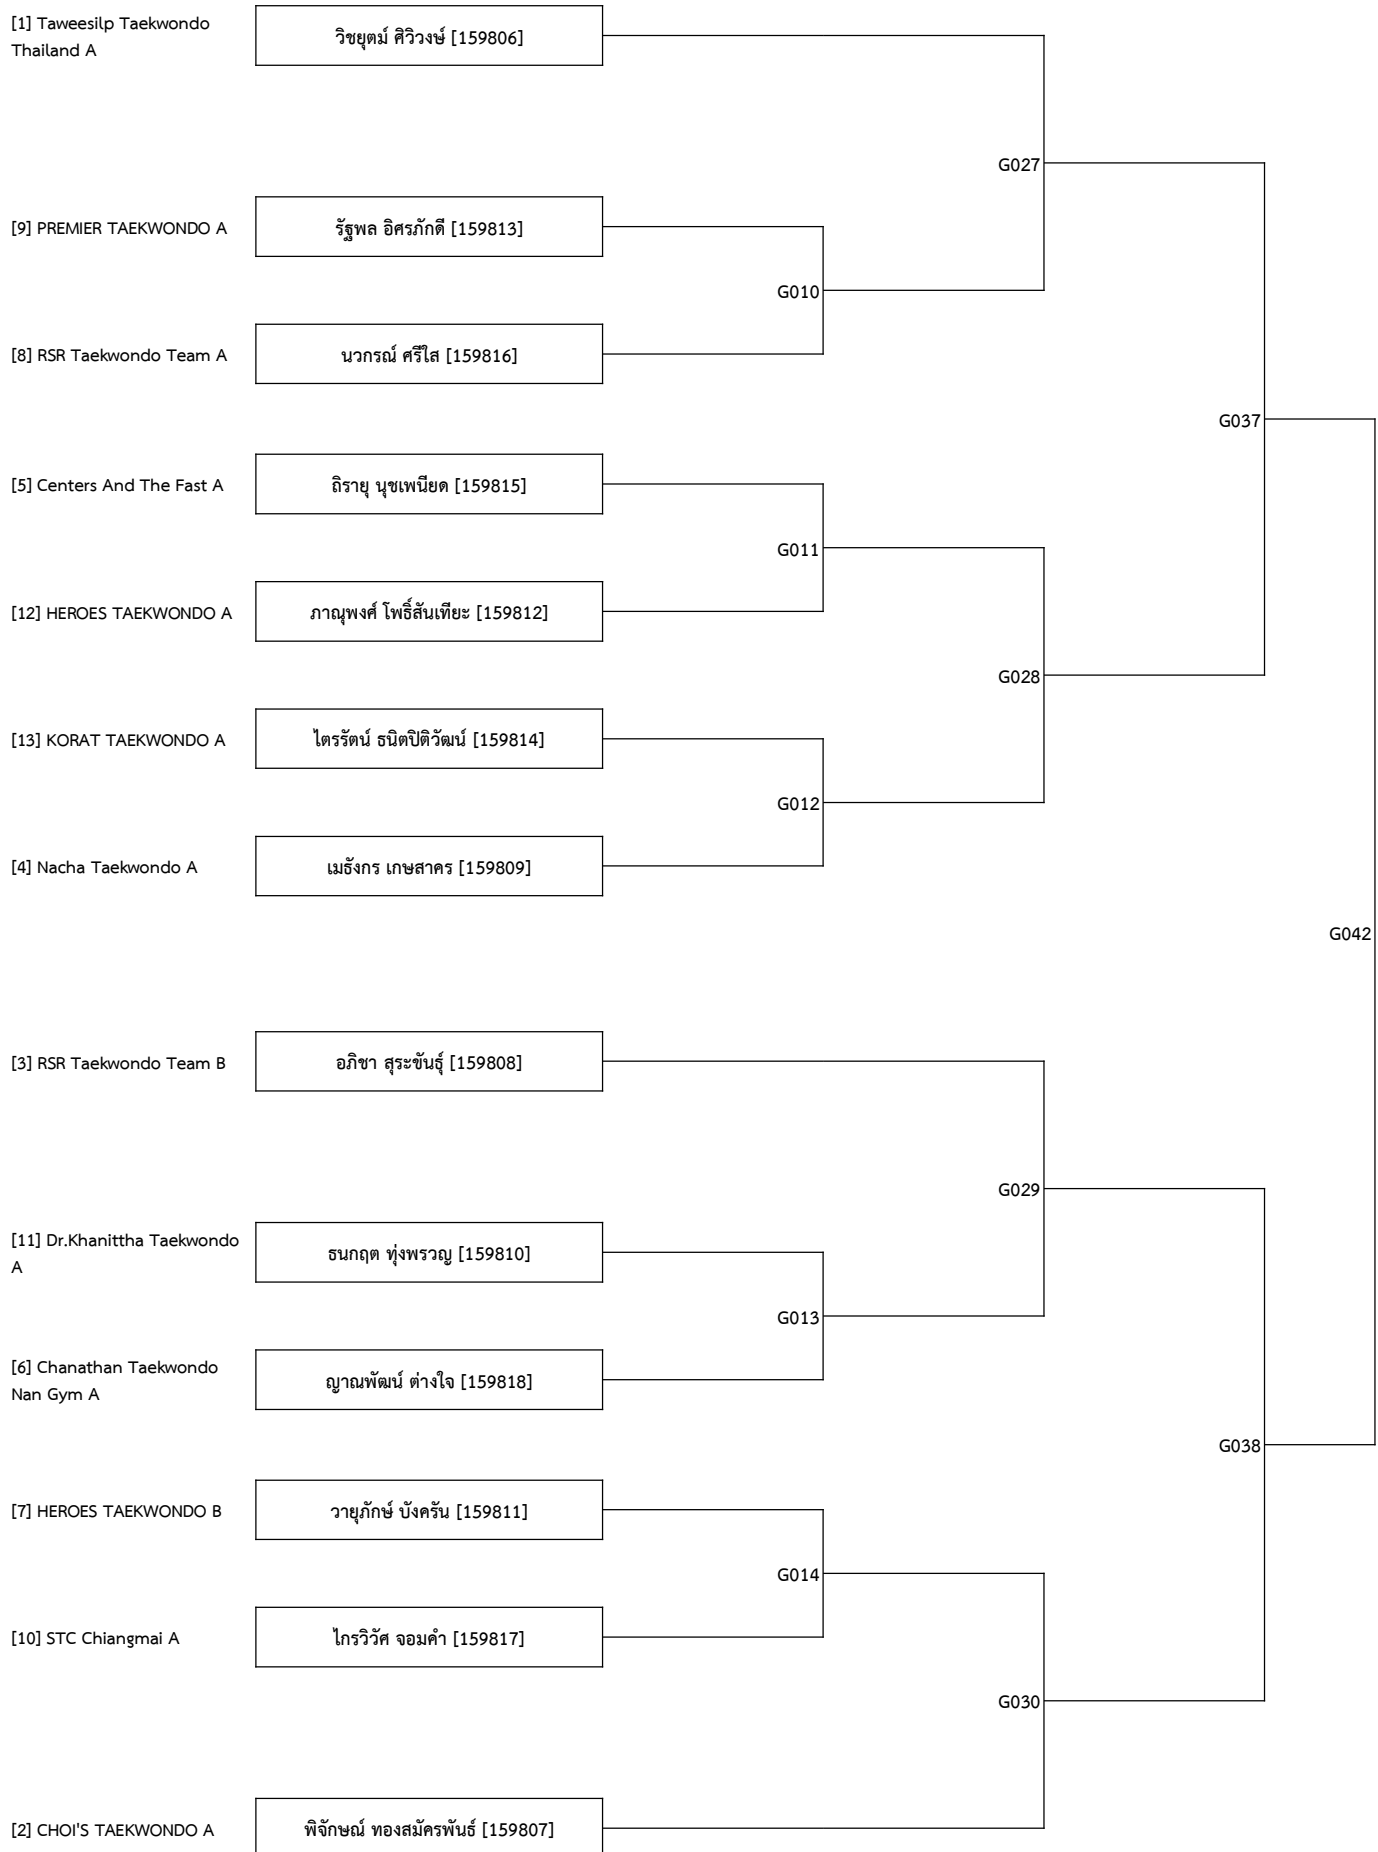 [1] Taweesilp Taekwondo
Thailand A
วิชยุตม์ ศิวิวงษ์ [159806]
G027
[9] PREMIER TAEKWONDO A
รัฐพล อิศรภักดี [159813]
G010
[8] RSR Taekwondo Team A
นวกรณ์ ศรีใส [159816]
G037
[5] Centers And The Fast A
ถิรายุ นุชเพนียด [159815]
G011
[12] HEROES TAEKWONDO A
ภาณุพงศ์ โพธิ์สันเทียะ [159812]
G028
[13] KORAT TAEKWONDO A
ไตรรัตน์ ธนิตปิติวัฒน์ [159814]
G012
[4] Nacha Taekwondo A
เมธังกร เกษสาคร [159809]
G042
[3] RSR Taekwondo Team B
อภิชา สุระขันธุ์ [159808]
G029
[11] Dr.Khanittha Taekwondo
A
ธนกฤต ทุ่งพรวญ [159810]
G013
[6] Chanathan Taekwondo
Nan Gym A
ญาณพัฒน์ ต่างใจ [159818]
G038
[7] HEROES TAEKWONDO B
วายุภักษ์ บังครัน [159811]
G014
[10] STC Chiangmai A
ไกรวิวัศ จอมคำ [159817]
G030
[2] CHOI'S TAEKWONDO A
พิจักษณ์ ทองสมัครพันธ์ [159807]